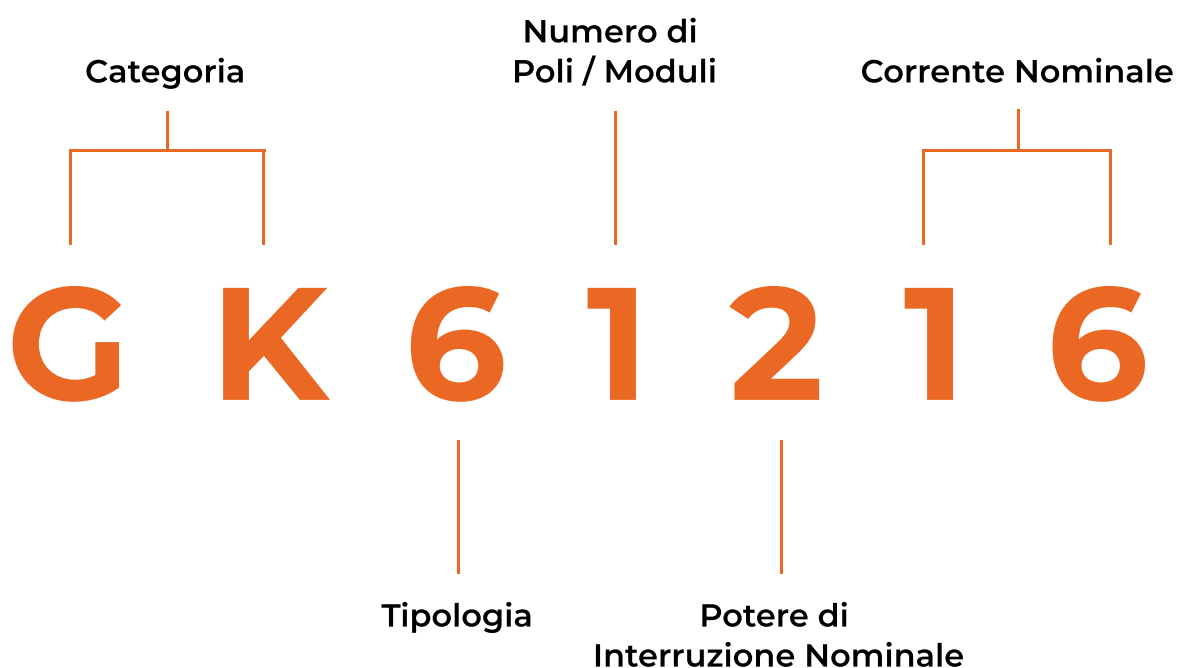 Categoria
Numero di
Poli / Moduli
Corrente Nominale
G K 6 1 2 1 6
Tipologia
Potere di
Interruzione Nominale